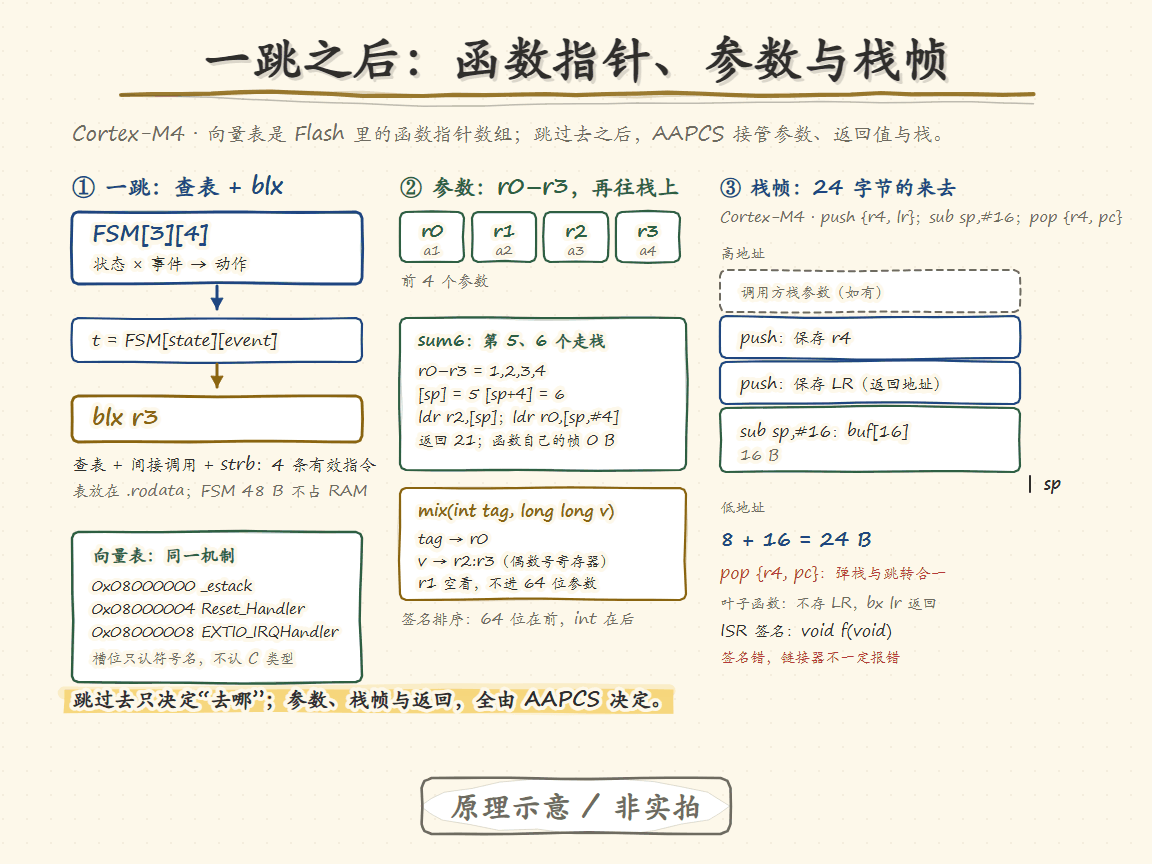 一跳之后：函数指针、参数与栈帧
Cortex-M4 · 向量表是 Flash 里的函数指针数组；跳过去之后，AAPCS 接管参数、返回值与栈。
① 一跳：查表 + blx
FSM[3][4]
状态 × 事件 → 动作
t = FSM[state][event]
blx r3
查表 + 间接调用 + strb：4 条有效指令
表放在 .rodata；FSM 48 B 不占 RAM
向量表：同一机制
0x08000000 _estack
0x08000004 Reset_Handler
0x08000008 EXTI0_IRQHandler
槽位只认符号名，不认 C 类型
② 参数：r0–r3，再往栈上
r0 r1 r2 r3
a1 a2 a3 a4
前 4 个参数
sum6：第 5、6 个走栈
r0–r3 = 1,2,3,4
[sp] = 5 [sp+4] = 6
ldr r2,[sp]；ldr r0,[sp,#4]
返回 21；函数自己的帧 0 B
mix(int tag, long long v)
tag → r0
v → r2:r3（偶数号寄存器）
r1 空着，不进 64 位参数
签名排序：64 位在前，int 在后
③ 栈帧：24 字节的来去
Cortex-M4 · push {r4, lr}；sub sp,#16；pop {r4, pc}
高地址
调用方栈参数（如有）
push：保存 r4
push：保存 LR（返回地址）
sub sp,#16：buf[16]
16 B
sp
低地址
8 + 16 = 24 B
pop {r4, pc}：弹栈与跳转合一
叶子函数：不存 LR，bx lr 返回
ISR 签名：void f(void)
签名错，链接器不一定报错
跳过去只决定“去哪”；参数、栈帧与返回，全由 AAPCS 决定。
原理示意 / 非实拍